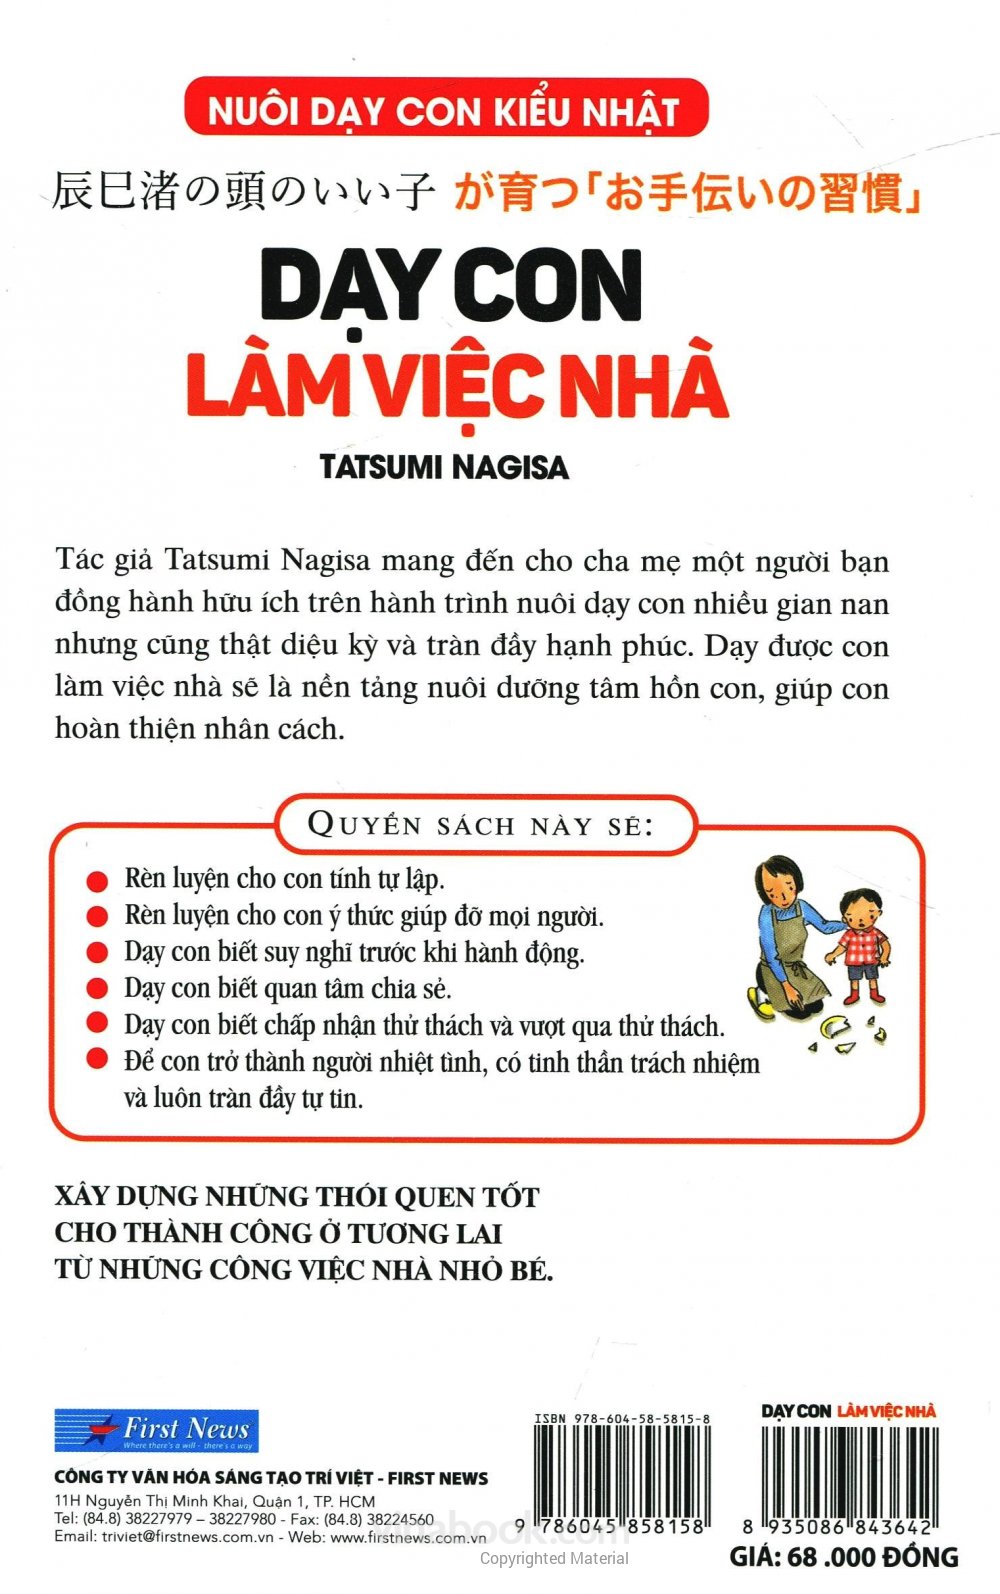 NUÔI DẠY CON KIỂU NHẬT
辰巳渚の頭のいい子 が育つ「お手伝いの習慣」
DẠY CON
LÀM VIỆC NHÀ
TATSUMI NAGISA
Tác giả Tatsumi Nagisa mang đến cho cha mẹ một người bạn
đồng hành hữu ích trên hành trình nuôi dạy con nhiều gian nan
nhưng cũng thật diệu kỳ và tràn đầy hạnh phúc. Dạy được con
làm việc nhà sẽ là nền tảng nuôi dưỡng tâm hồn con, giúp con
hoàn thiện nhân cách.
QUYỂN SÁCH NÀY SẼ:
Rèn luyện cho con tính tự lập.
Rèn luyện cho con ý thức giúp đỡ mọi người.
Dạy con biết suy nghĩ trước khi hành động.
Dạy con biết quan tâm chia sẻ.
Dạy con biết chấp nhận thử thách và vượt qua thử thách.
Để con trở thành người nhiệt tình, có tinh thần trách nhiệm
và luôn tràn đầy tự tin.
XÂY DỰNG NHỮNG THÓI QUEN TỐT
CHO THÀNH CÔNG Ở TƯƠNG LAI
TỪ NHỮNG CÔNG VIỆC NHÀ NHỎ BÉ.
First News
Where there's a will - there's a way
CÔNG TY VĂN HÓA SÁNG TẠO TRÍ VIỆT - FIRST NEWS
11H Nguyễn Thị Minh Khai, Quận 1, TP. HCM
Tel: (84.8) 38227979 – 38227980 - Fax: (84.8) 38224560
Email: triviet@firstnews.com.vn - Web: www.firstnews.com.vn
ISBN 978-604-58-5815-8
9 786045 858158
DẠY CON LÀM VIỆC NHÀ
8 935086 843642
GIÁ: 68 .000 ĐỒNG
vinabook.com
Copyrighted Material